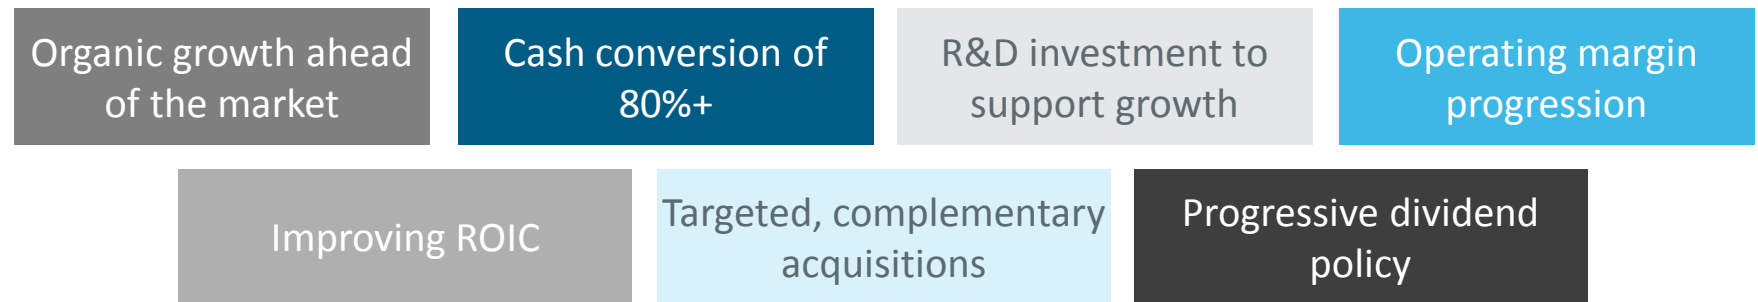 Organic growth ahead
of the market
Cash conversion of
80%+
R&D investment to
support growth
Operating margin
progression
Improving ROIC
Targeted, complementary
acquisitions
Progressive dividend
policy